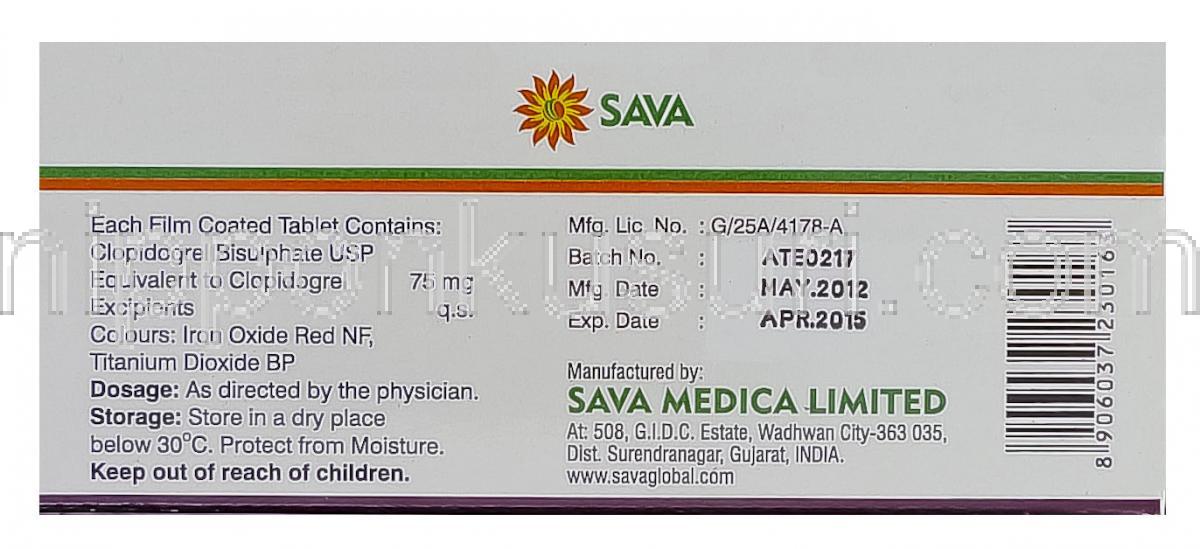 SAVA
Each Film Coated Tablet Contains:
Clopidogrel Bisulphate USP
Equivalent to Clopidogrel 75 mg
Excipients q.s.
Colours: Iron Oxide Red NF,
Titanium Dioxide BP
Dosage: As directed by the physician.
Storage: Store in a dry place
below 30°C. Protect from Moisture.
Keep out of reach of children.
Mfg. Lic. No. : G/25A/4178-A
Batch No. : ATE0217
Mfg. Date : MAY.2012
Exp. Date : APR.2015
Manufactured by:
SAVA MEDICA LIMITED
At: 508, G.I.D.C. Estate, Wadhwan City-363 035,
Dist. Surendranagar, Gujarat, INDIA.
www.savaglobal.com
8906037230163
nipponkusuri.com